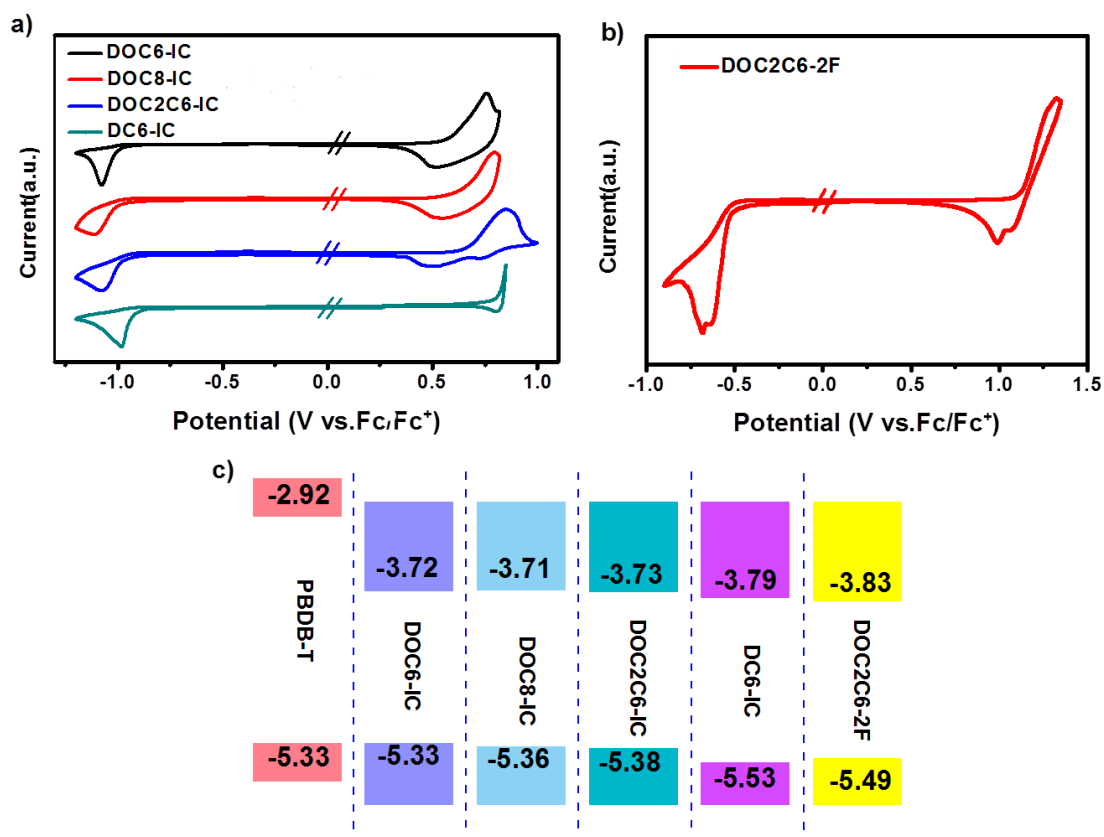 a)
DOC6-IC
DOC8-IC
DOC2C6-IC
DC6-IC
Current(a.u.)
-1.0 -0.5 0.0 0.5 1.0
Potential (V vs.Fc/Fc⁺)
b)
DOC2C6-2F
Current(a.u.)
-1.0 -0.5 0.0 0.5 1.0 1.5
Potential (V vs.Fc/Fc⁺)
c)
-2.92
PBDB-T
-5.33
-3.72
DOC6-IC
-5.33
-3.71
DOC8-IC
-5.36
-3.73
DOC2C6-IC
-5.38
-3.79
DC6-IC
-5.53
-3.83
DOC2C6-2F
-5.49